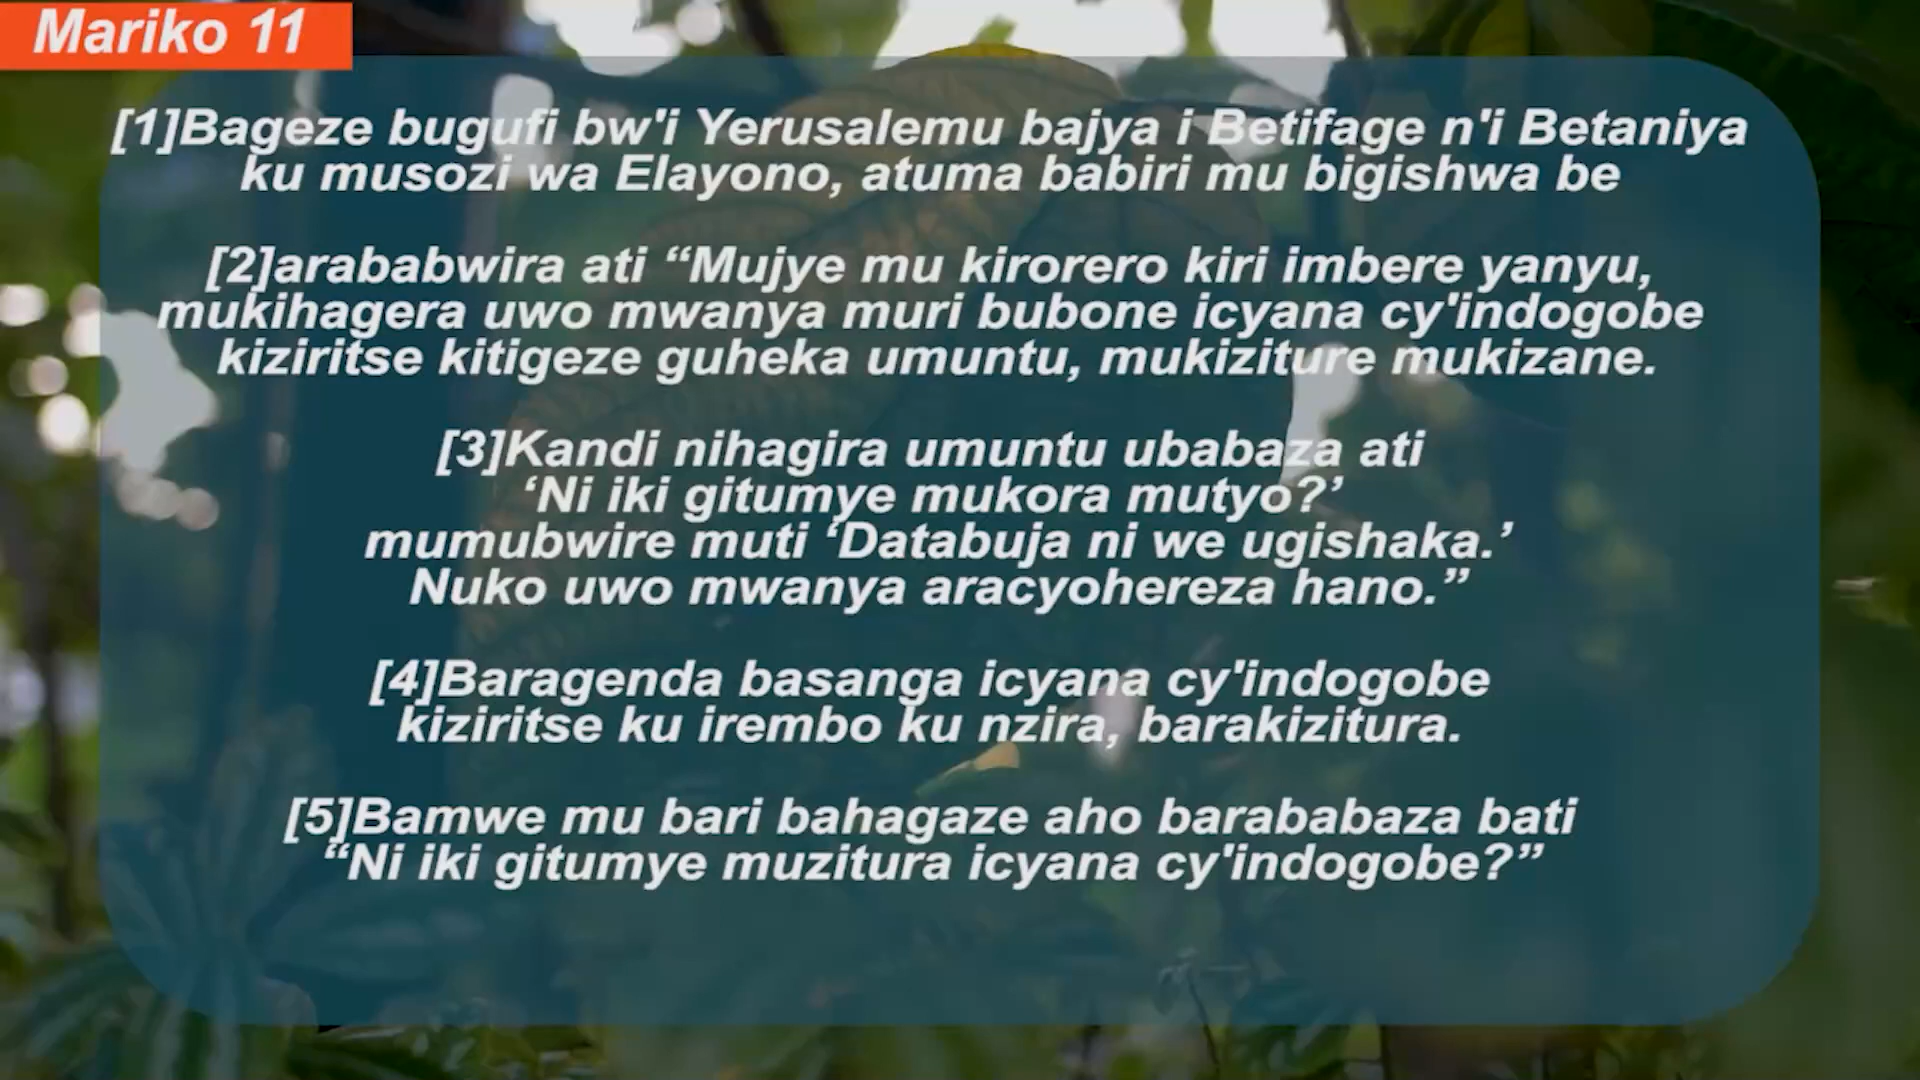 Mariko 11
[1]Bageze bugufi bw'i Yerusalemu bajya i Betifage n'i Betaniya
ku musozi wa Elayono, atuma babiri mu bigishwa be
[2]arababwira ati “Mujye mu kirorero kiri imbere yanyu,
mukihagera uwo mwanya muri bubone icyana cy'indogobe
kiziritse kitigeze guheka umuntu, mukiziture mukizane.
[3]Kandi nihagira umuntu ubabaza ati
‘Ni iki gitumye mukora mutyo?’
mumubwire muti ‘Databuja ni we ugishaka.’
Nuko uwo mwanya aracyohereza hano.”
[4]Baragenda basanga icyana cy'indogobe
kiziritse ku irembo ku nzira, barakizitura.
[5]Bamwe mu bari bahagaze aho barababaza bati
“Ni iki gitumye muzitura icyana cy'indogobe?”